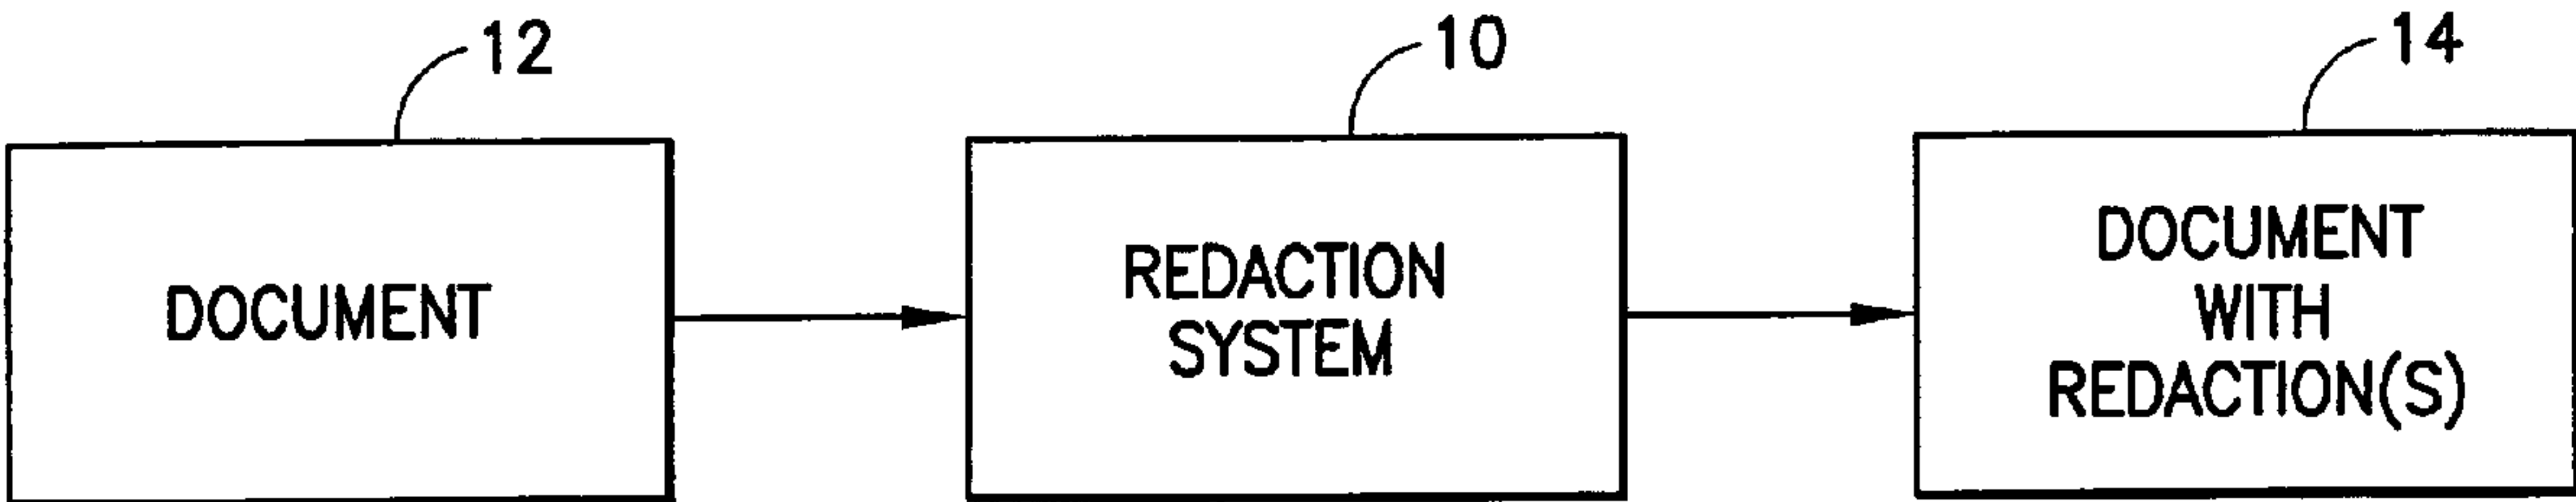 12
10
14
DOCUMENT
REDACTION
SYSTEM
DOCUMENT
WITH
REDACTION(S)